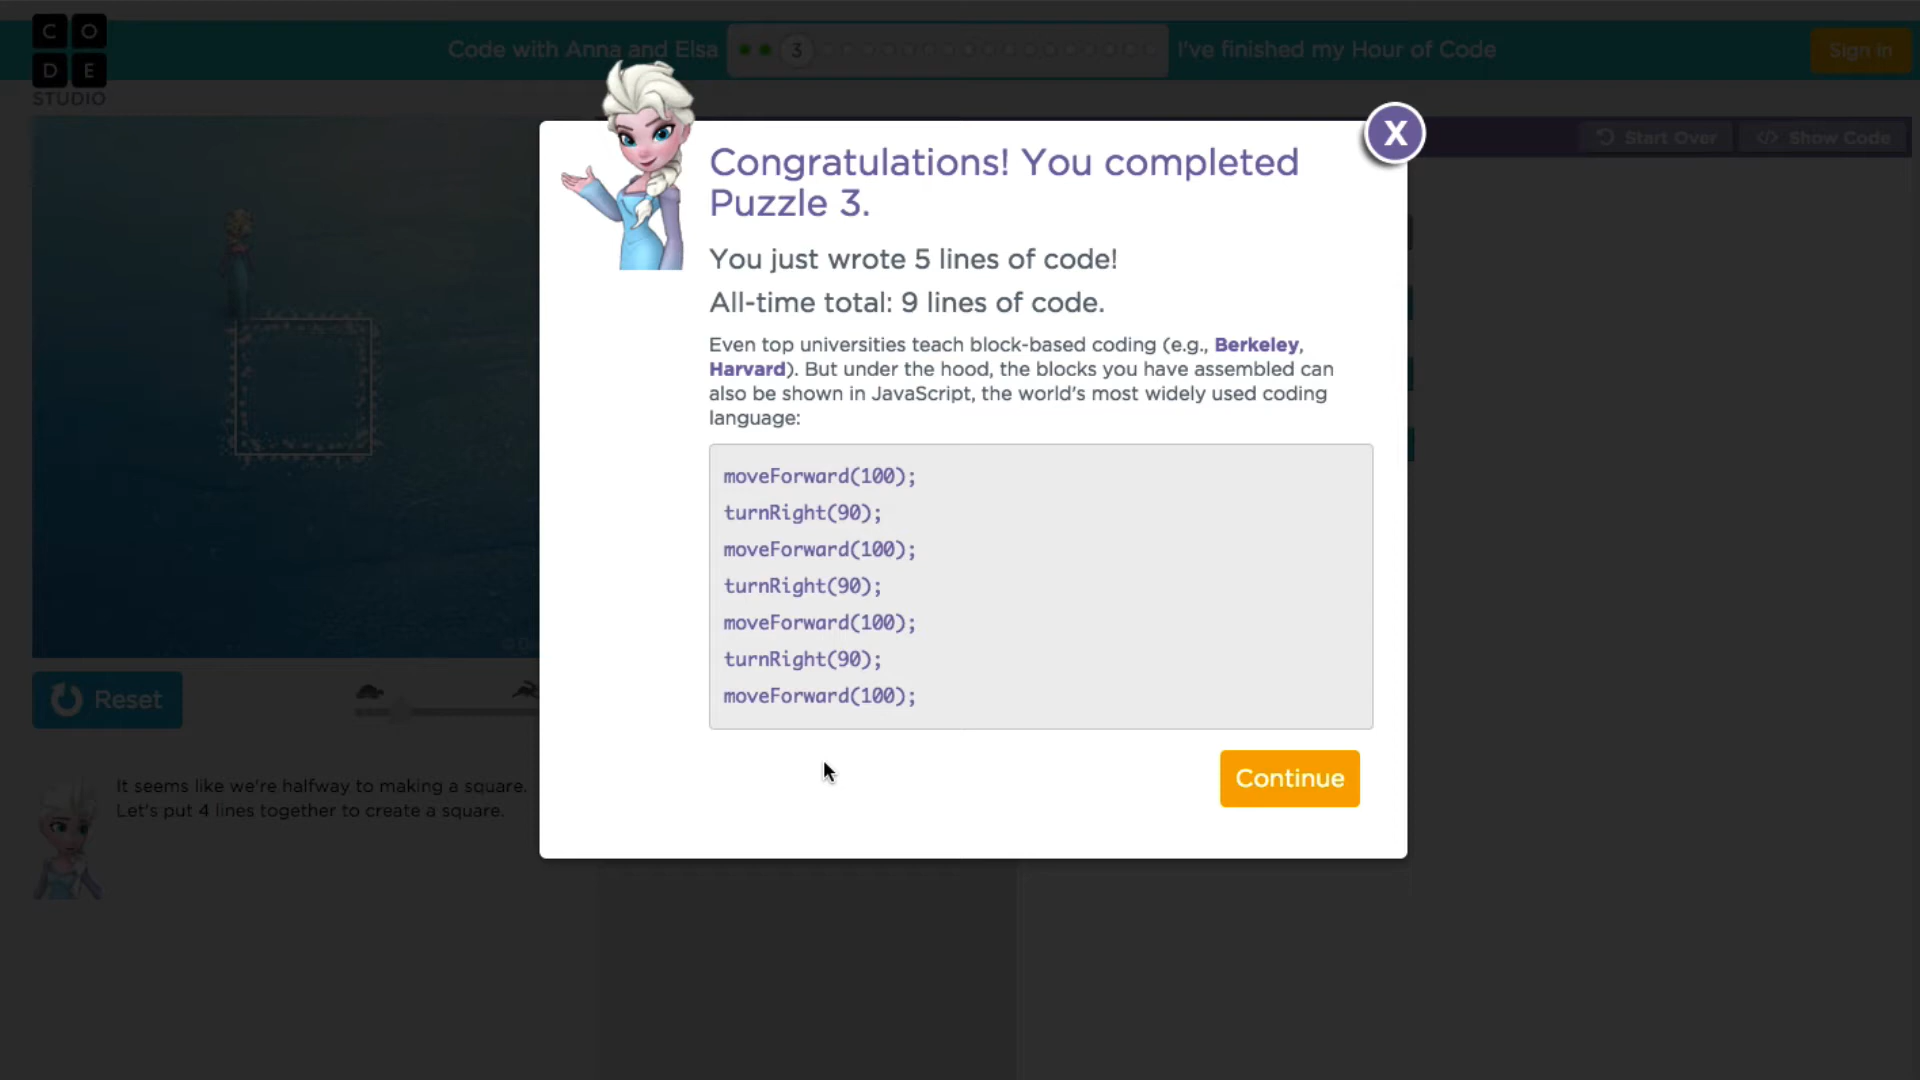 C O
D E
STUDIO
Code with Anna and Elsa
3
I've finished my Hour of Code
Sign in
Start Over
Show Code
X
Congratulations! You completed
Puzzle 3.
You just wrote 5 lines of code!
All-time total: 9 lines of code.
Even top universities teach block-based coding (e.g., Berkeley,
Harvard). But under the hood, the blocks you have assembled can
also be shown in JavaScript, the world's most widely used coding
language:
moveForward(100);
turnRight(90);
moveForward(100);
turnRight(90);
moveForward(100);
turnRight(90);
moveForward(100);
Continue
Reset
It seems like we're halfway to making a square.
Let's put 4 lines together to create a square.